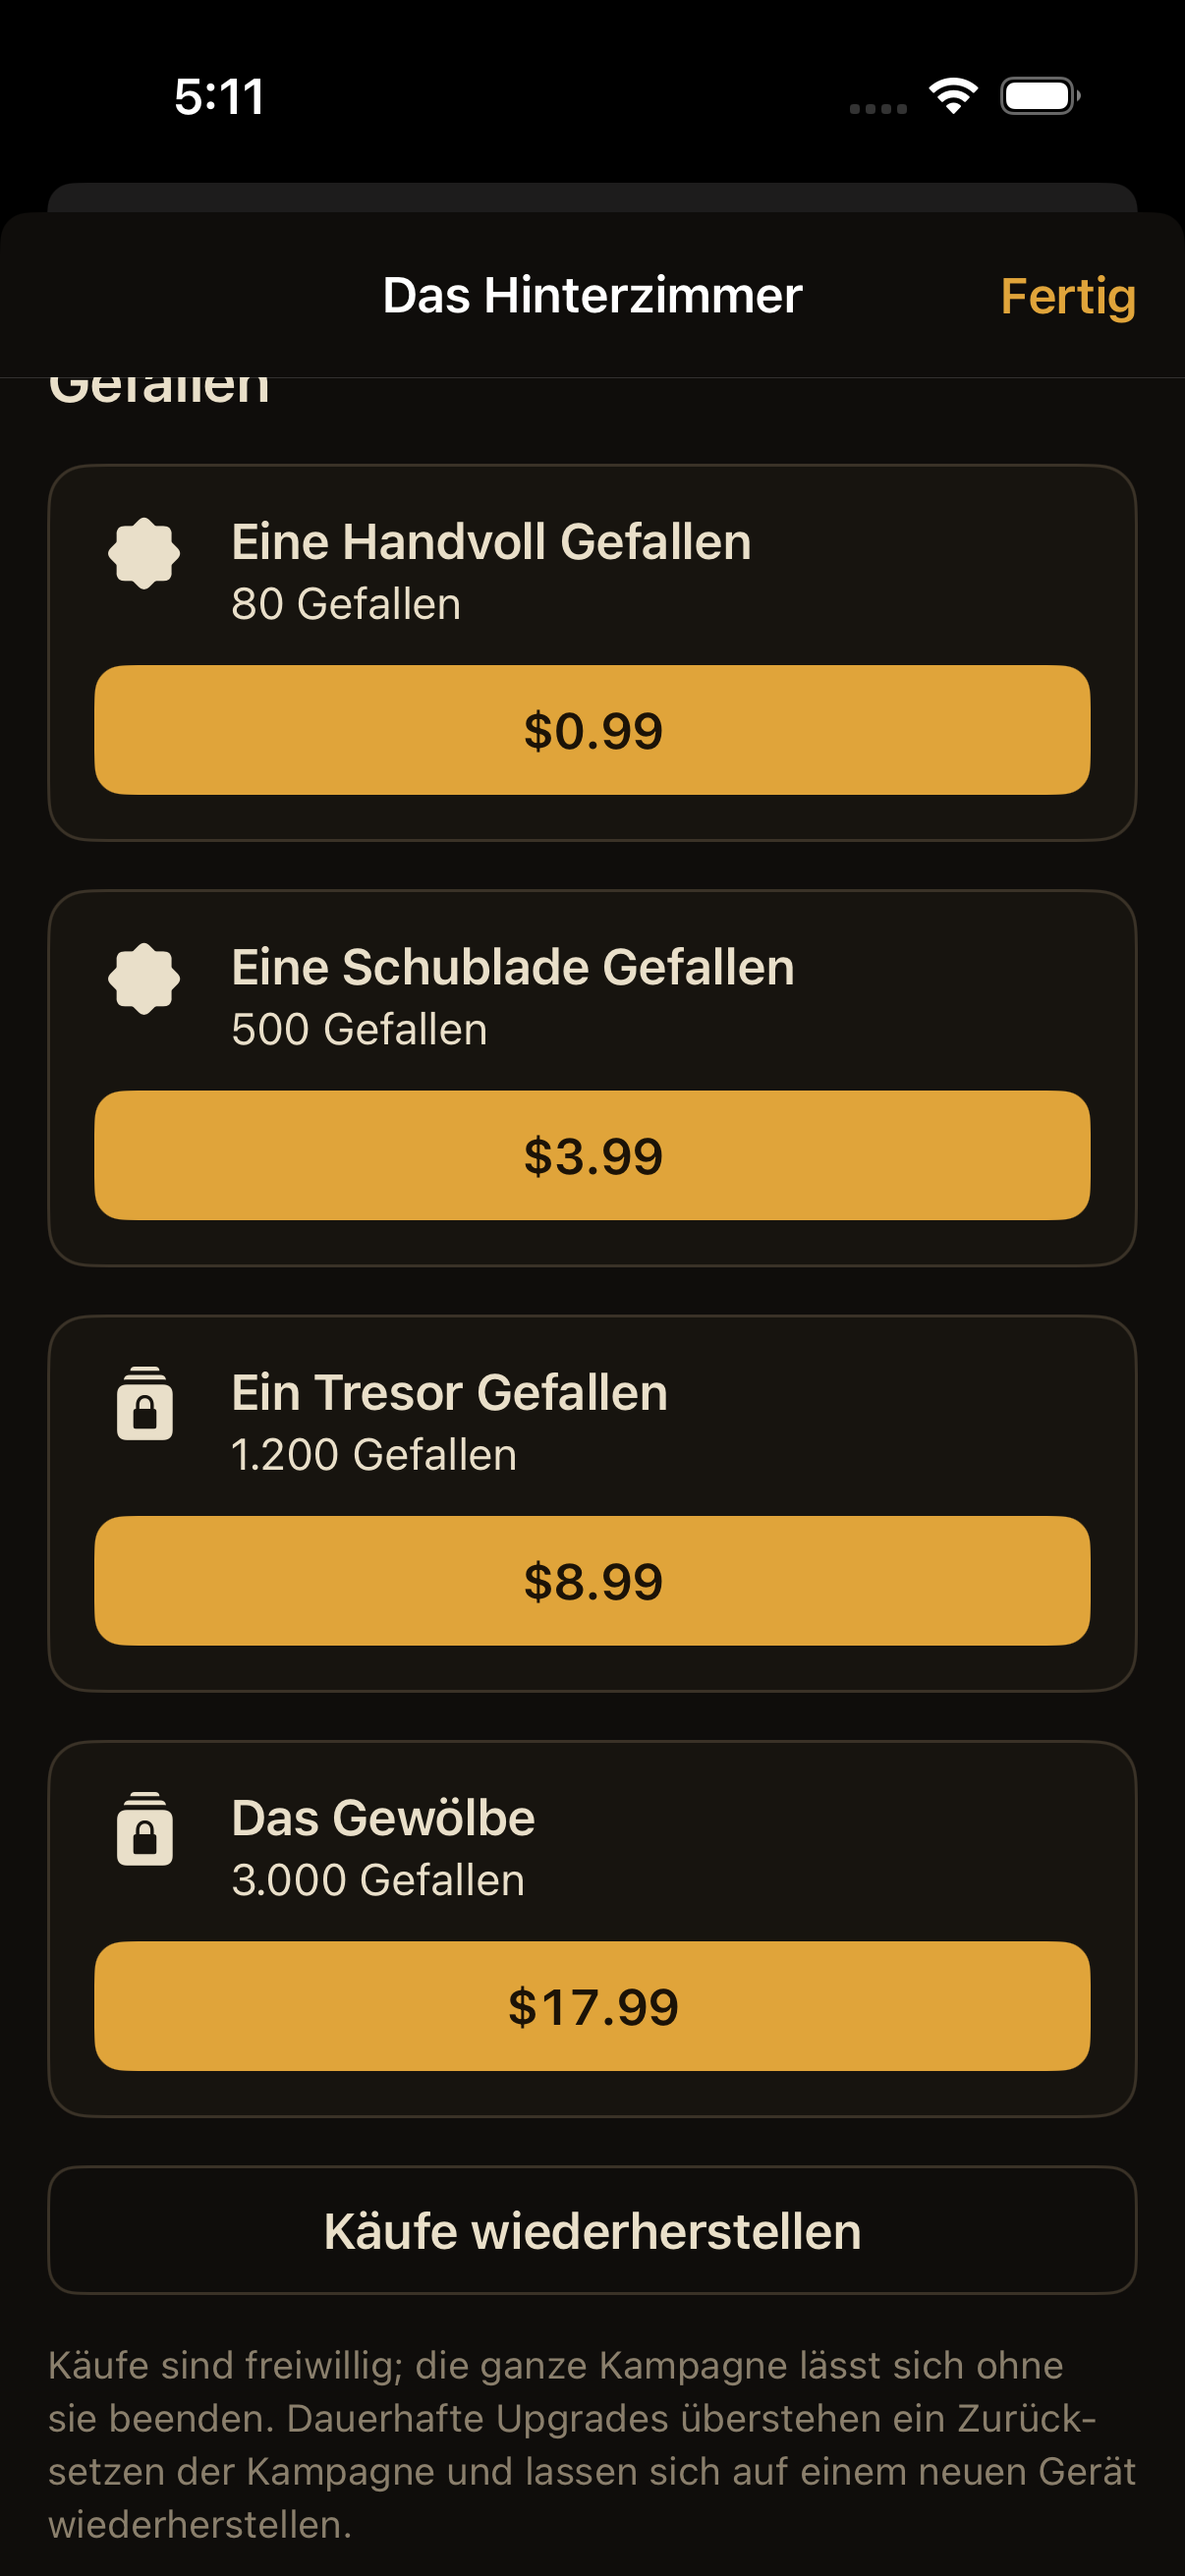 5:11
Das Hinterzimmer
Fertig
Gefallen
Eine Handvoll Gefallen
80 Gefallen
$0.99
Eine Schublade Gefallen
500 Gefallen
$3.99
Ein Tresor Gefallen
1.200 Gefallen
$8.99
Das Gewölbe
3.000 Gefallen
$17.99
Käufe wiederherstellen
Käufe sind freiwillig; die ganze Kampagne lässt sich ohne
sie beenden. Dauerhafte Upgrades überstehen ein Zurück-
setzen der Kampagne und lassen sich auf einem neuen Gerät
wiederherstellen.